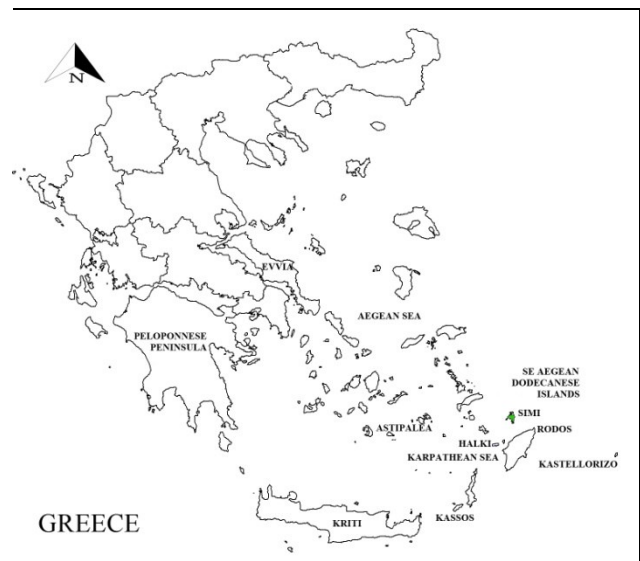 N
EVVIA
AEGEAN SEA
PELOPONNESE
PENINSULA
SE AEGEAN
DODECANESE
ISLANDS
SIMI
RODOS
ASTIPALEA
HALKI
KARPATHEAN SEA
KASTELLORIZO
KASSOS
KRITI
GREECE